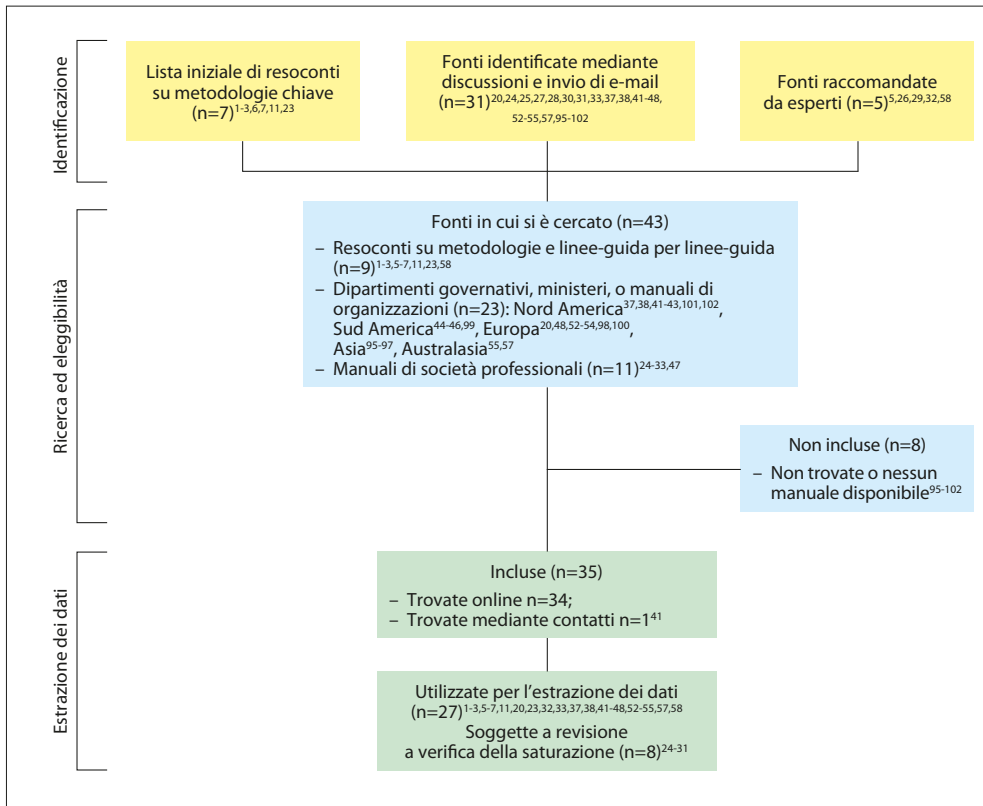 Identificazione
Lista iniziale di resoconti
su metodologie chiave
(n=7)1-3,6,7,11,23
Fonti identificate mediante
discussioni e invio di e-mail
(n=31)20,24,25,27,28,30,31,33,37,38,41-48,
52-55,57,95-102
Fonti raccomandate
da esperti (n=5)5,26,29,32,58
Ricerca ed eleggibilità
Fonti in cui si è cercato (n=43)
– Resoconti su metodologie e linee-guida per linee-guida
(n=9)1-3,5-7,11,23,58
– Dipartimenti governativi, ministeri, o manuali di
organizzazioni (n=23): Nord America37,38,41-43,101,102,
Sud America44-46,99, Europa20,48,52-54,98,100,
Asia95-97, Australasia55,57
– Manuali di società professionali (n=11)24-33,47
Non incluse (n=8)
– Non trovate o nessun
manuale disponibile95-102
Estrazione dei dati
Incluse (n=35)
– Trovate online n=34;
– Trovate mediante contatti n=141
Utilizzate per l'estrazione dei dati
(n=27)1-3,5-7,11,20,23,32,33,37,38,41-48,52-55,57,58
Soggette a revisione
a verifica della saturazione (n=8)24-31